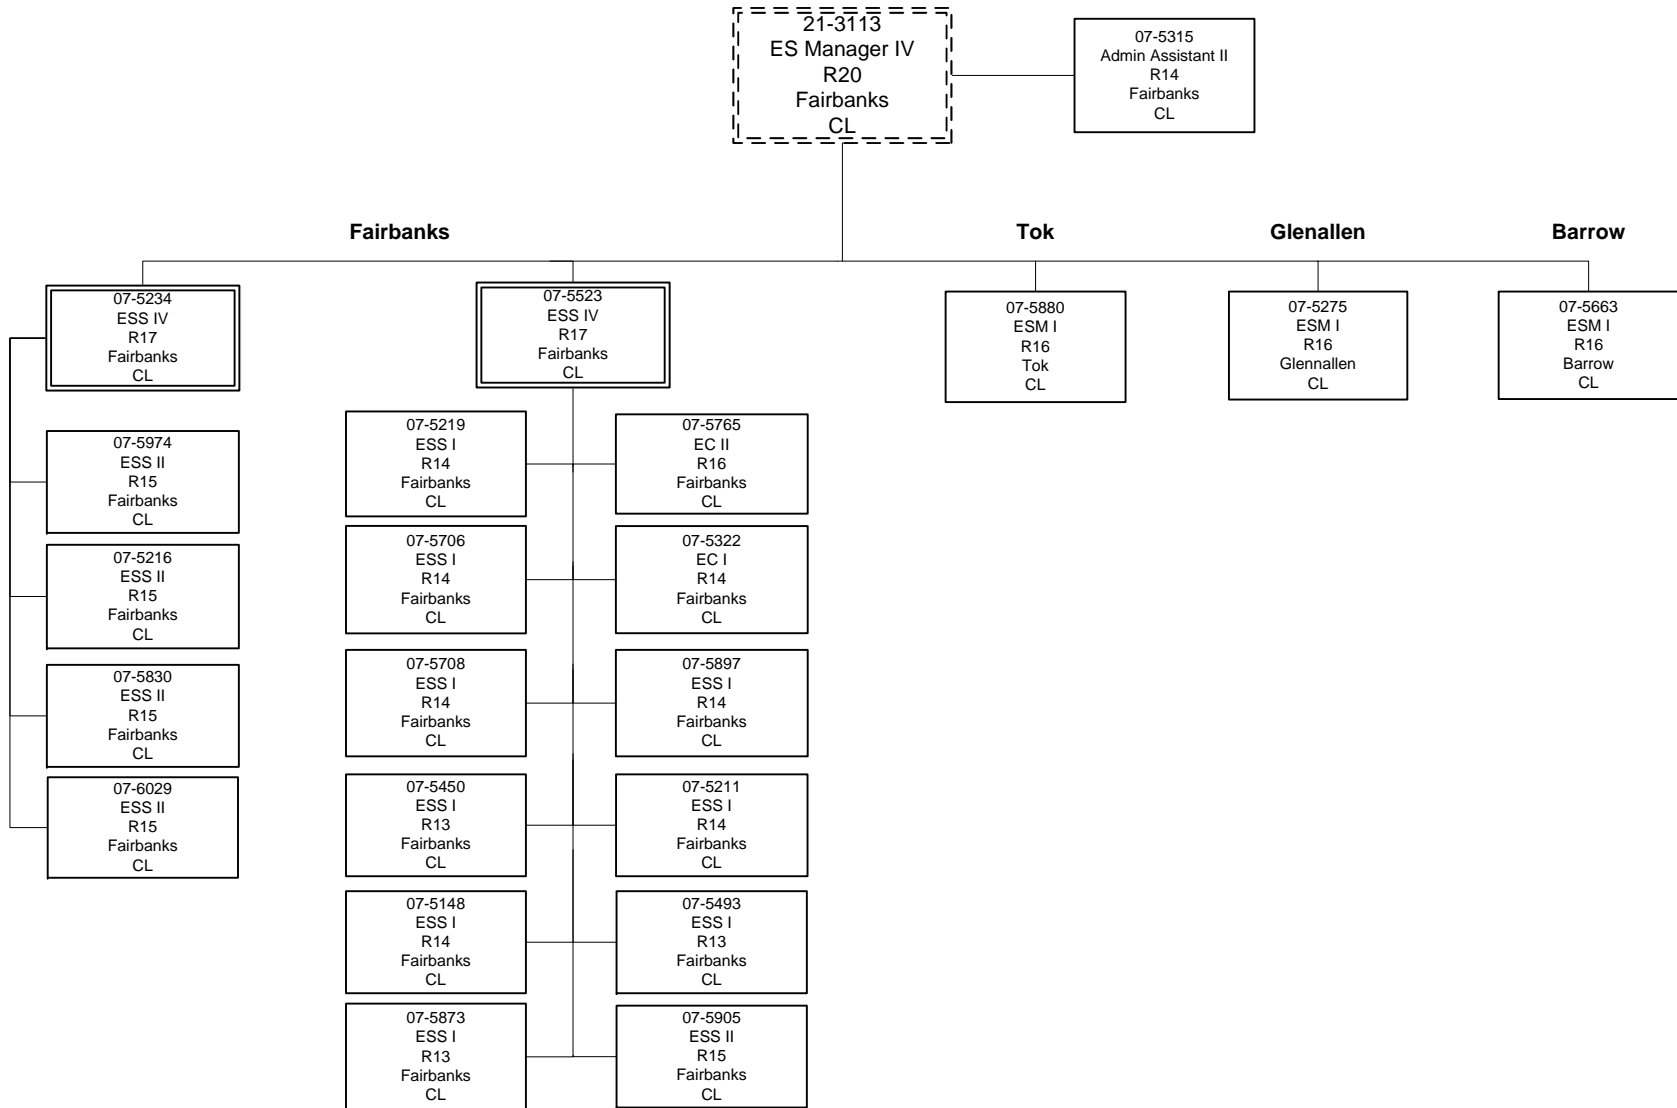 21-3113
ES Manager IV
R20
Fairbanks
CL
07-5315
Admin Assistant II
R14
Fairbanks
CL
Fairbanks
Tok
Glenallen
Barrow
07-5234
ESS IV
R17
Fairbanks
CL
07-5523
ESS IV
R17
Fairbanks
CL
07-5880
ESM I
R16
Tok
CL
07-5275
ESM I
R16
Glennallen
CL
07-5663
ESM I
R16
Barrow
CL
07-5974
ESS II
R15
Fairbanks
CL
07-5216
ESS II
R15
Fairbanks
CL
07-5830
ESS II
R15
Fairbanks
CL
07-6029
ESS II
R15
Fairbanks
CL
07-5219
ESS I
R14
Fairbanks
CL
07-5765
EC II
R16
Fairbanks
CL
07-5706
ESS I
R14
Fairbanks
CL
07-5322
EC I
R14
Fairbanks
CL
07-5708
ESS I
R14
Fairbanks
CL
07-5897
ESS I
R14
Fairbanks
CL
07-5450
ESS I
R13
Fairbanks
CL
07-5211
ESS I
R14
Fairbanks
CL
07-5148
ESS I
R14
Fairbanks
CL
07-5493
ESS I
R13
Fairbanks
CL
07-5873
ESS I
R13
Fairbanks
CL
07-5905
ESS II
R15
Fairbanks
CL